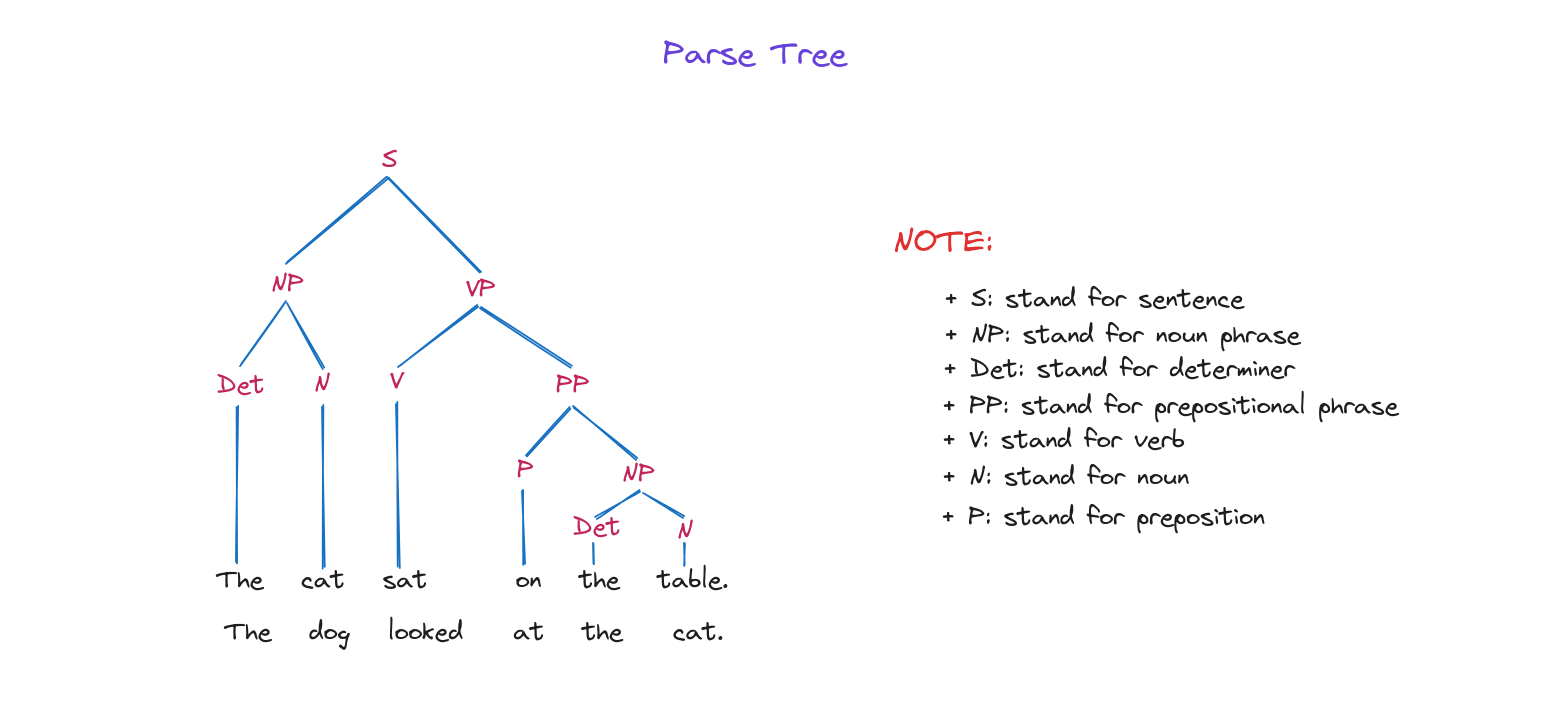 Parse Tree
S
NP VP
Det N V PP
P NP
Det N
The cat sat on the table.
The dog looked at the cat.
NOTE:
+ S: stand for sentence
+ NP: stand for noun phrase
+ Det: stand for determiner
+ PP: stand for prepositional phrase
+ V: stand for verb
+ N: stand for noun
+ P: stand for preposition